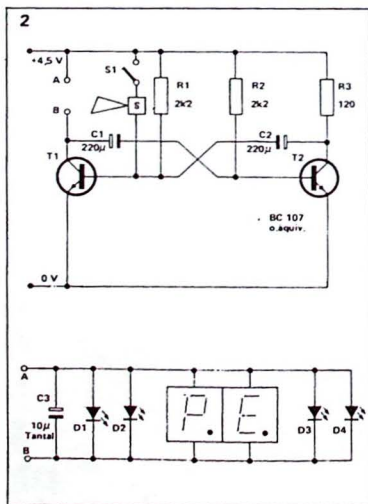 2
+4,5 V
A
S1
R1
R2
R3
B
S
2k2
2k2
120
C1
C2
220µ
220µ
T1
T2
BC 107
o.äquiv.
0 V
A
C3
P. E.
10µ
Tantal
D1
D2
D3
D4
B